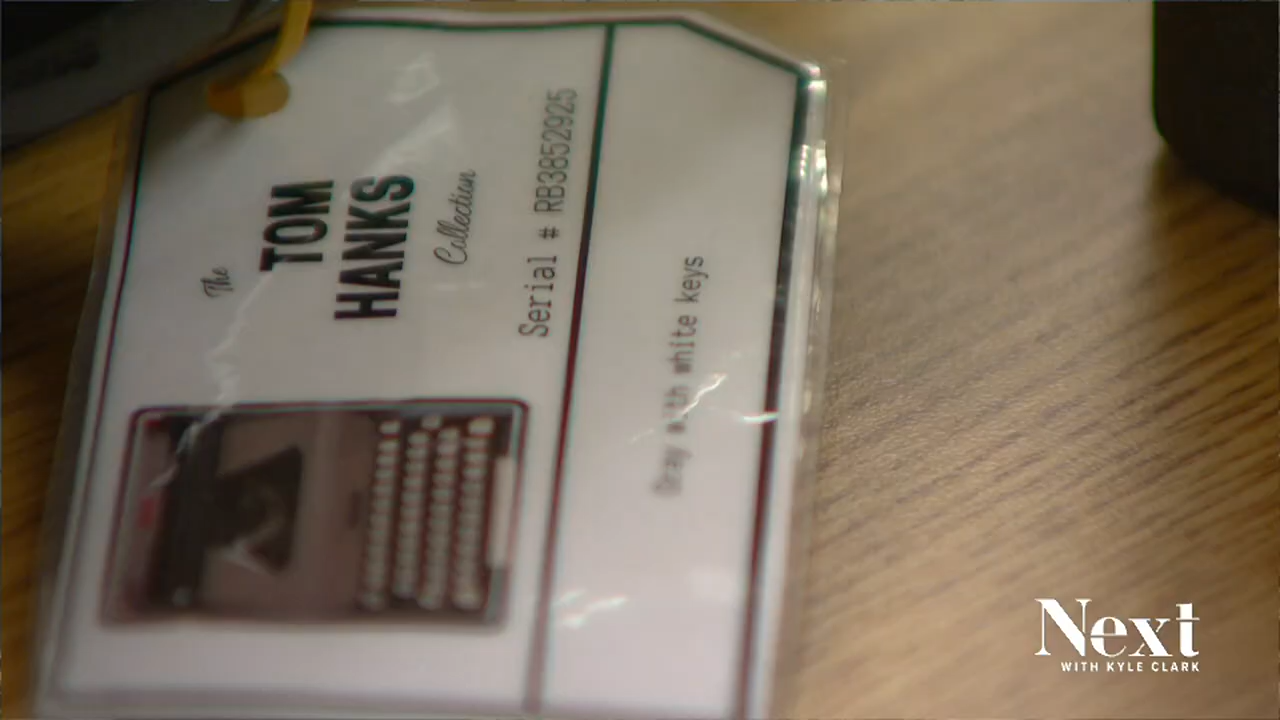 The
TOM
HANKS
Collection
Serial # RB3852925
Gray with white keys
Next
WITH KYLE CLARK